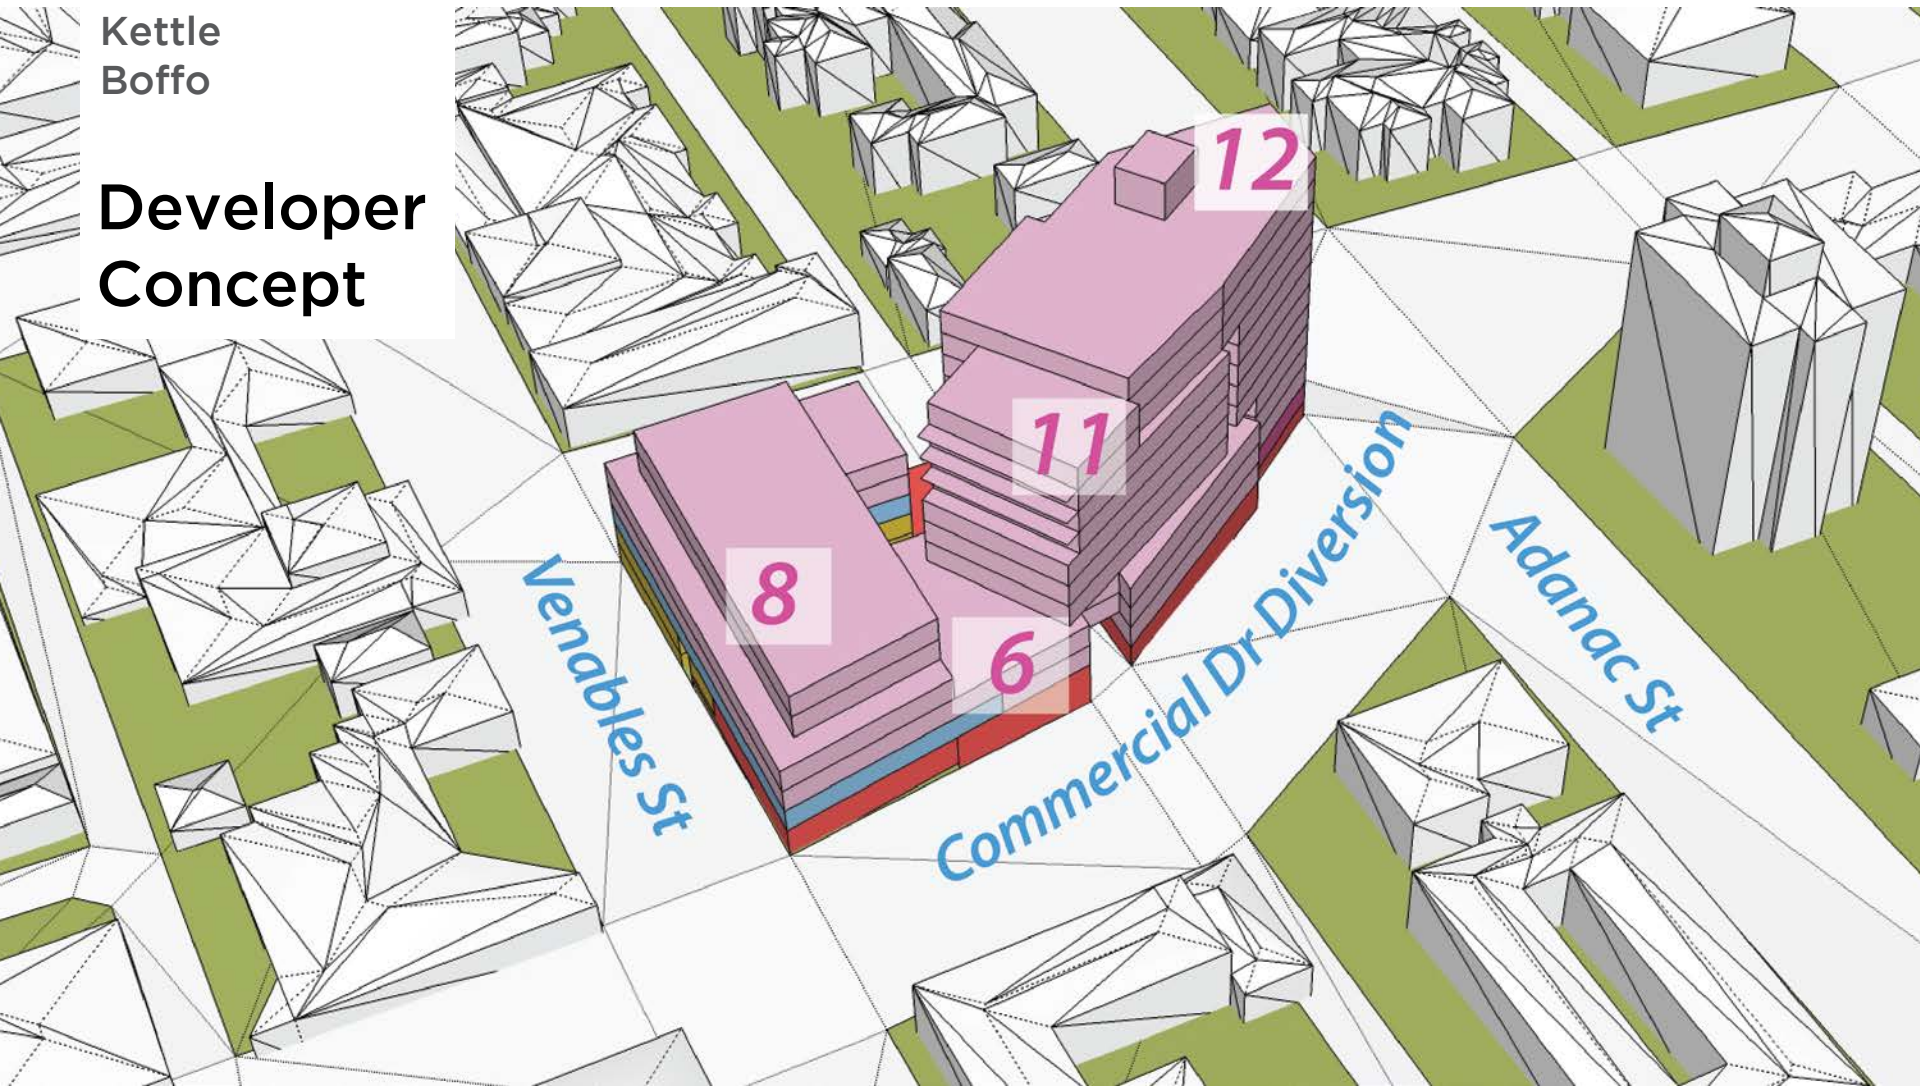 Kettle
Boffo
Developer
Concept
12
11
8
6
Venables St
Commercial Dr Diversion
Adanac St